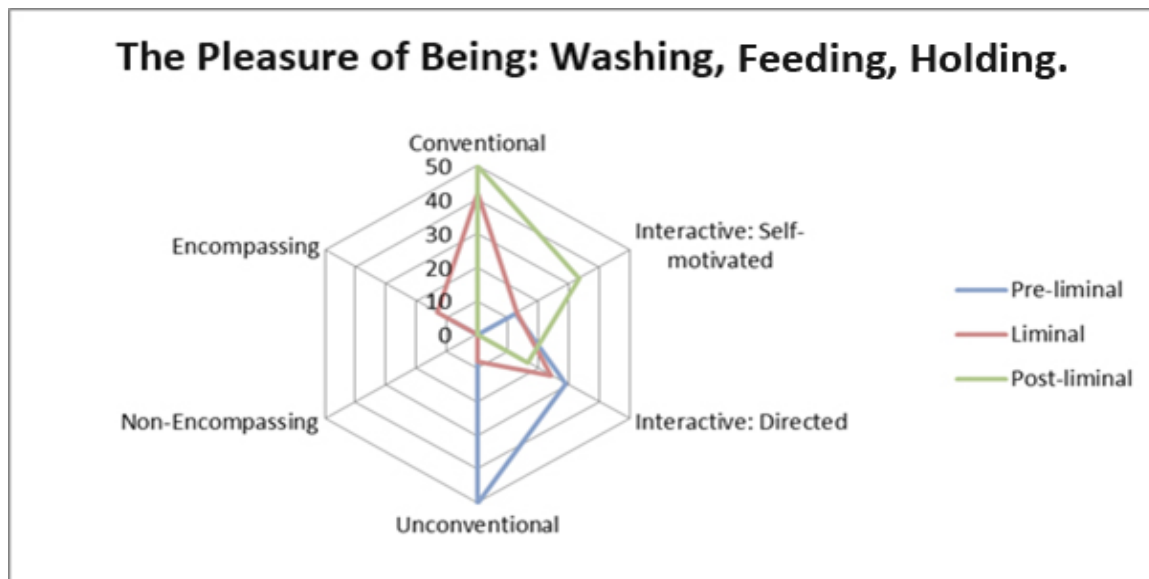 The Pleasure of Being: Washing, Feeding, Holding.
Conventional
50
40
30
20
10
0
Interactive: Self-
motivated
Interactive: Directed
Unconventional
Non-Encompassing
Encompassing
Pre-liminal
Liminal
Post-liminal